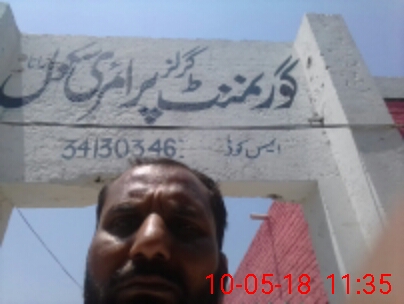 گورنمنٹ گرلز پرائمری سکول
ایس کوڈ 34130346
10-05-18 11:35